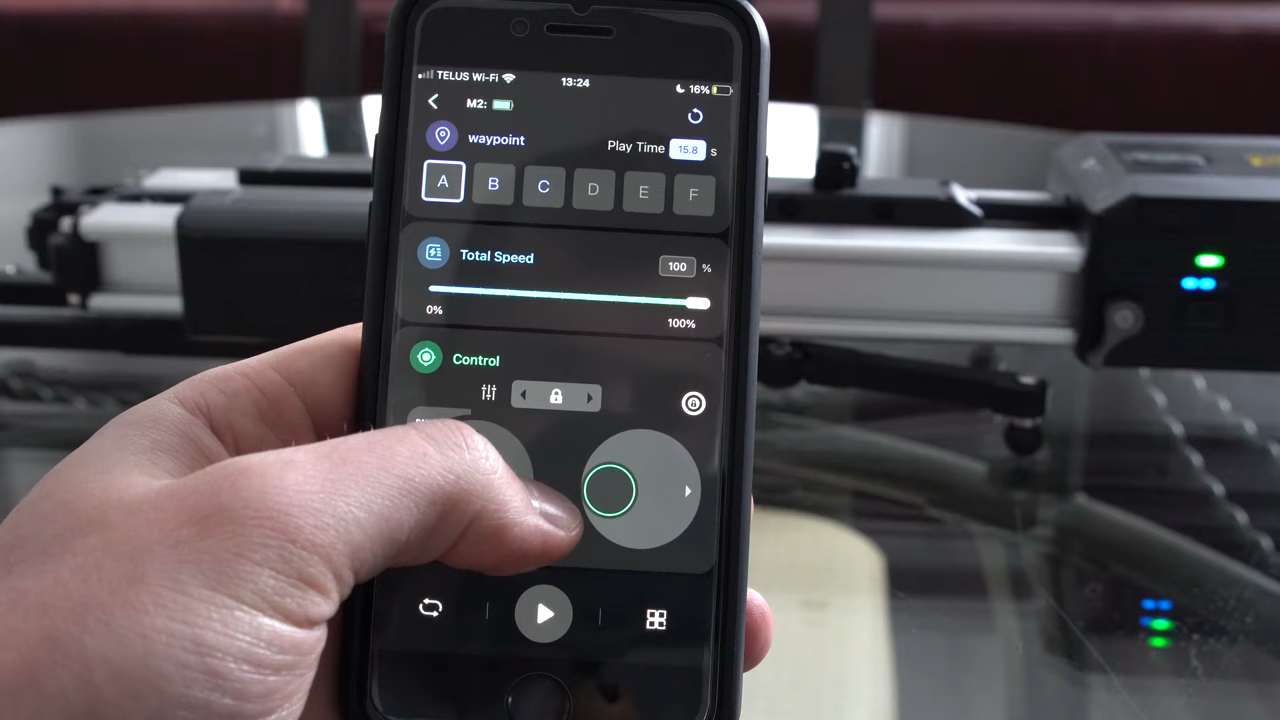 TELUS Wi-Fi 13:24 16%
M2:
waypoint Play Time 15.8 s
A B C D E F
Total Speed 100 %
0% 100%
Control